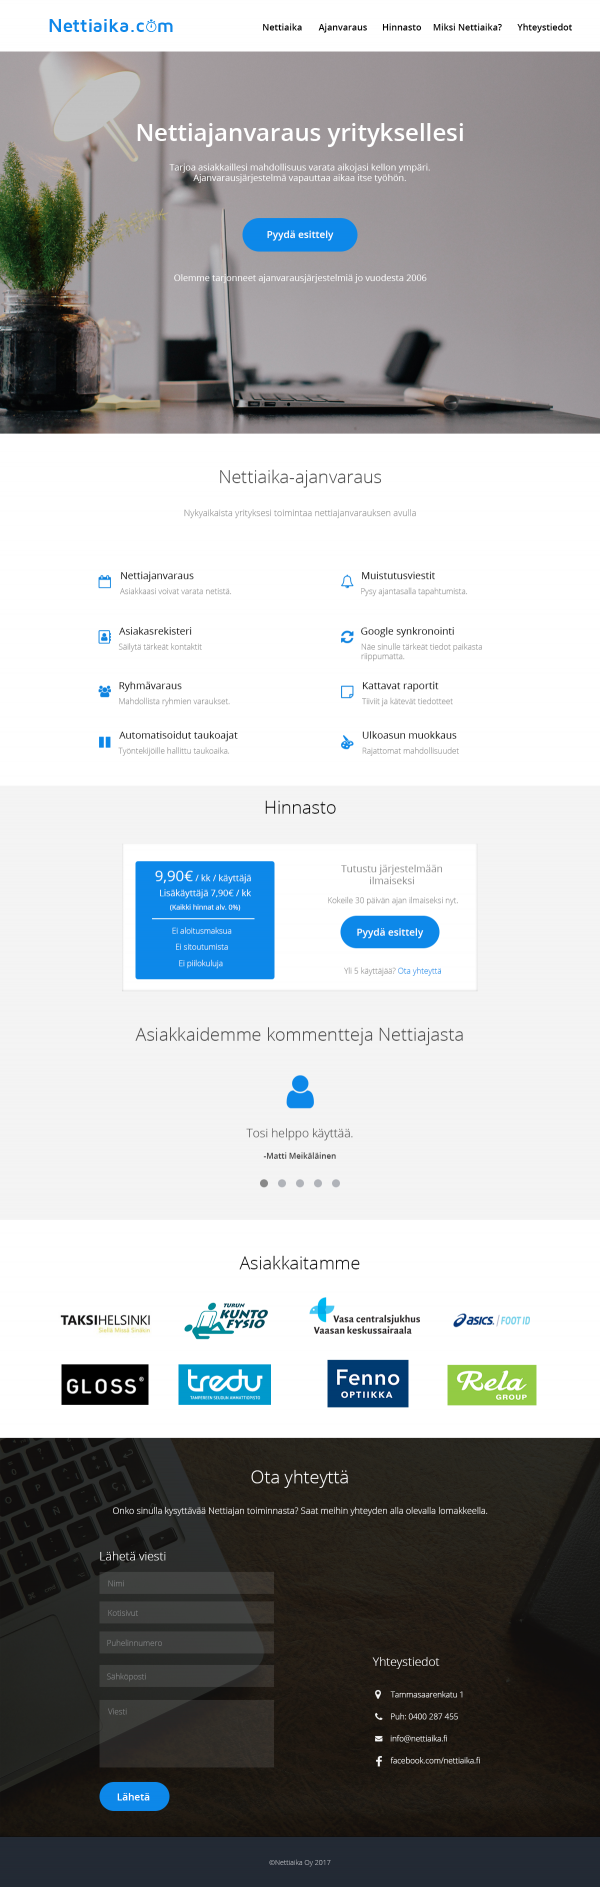 Nettiaika.com
Nettiaika Ajanvaraus Hinnasto Miksi Nettiaika? Yhteystiedot
Nettiajanvaraus yrityksellesi
Tarjoa asiakkaillesi mahdollisuus varata aikojasi kellon ympäri.
Ajanvarausjärjestelmä vapauttaa aikaa itse työhön.
Pyydä esittely
Olemme tarjonneet ajanvarausjärjestelmiä jo vuodesta 2006
Nettiaika-ajanvaraus
Nykyaikaista yrityksesi toimintaa nettiajanvarauksen avulla
Nettiajanvaraus
Asiakkaasi voivat varata netistä.
Muistutusviestit
Pysy ajantasalla tapahtumista.
Asiakasrekisteri
Säilytä tärkeät kontaktit
Google synkronointi
Näe sinulle tärkeät tiedot paikasta
riippumatta.
Ryhmävaraus
Mahdollista ryhmien varaukset.
Kattavat raportit
Tiiviit ja kätevät tiedotteet
Automatisoidut taukoajat
Työntekijöille hallittu taukoaika.
Ulkoasun muokkaus
Rajattomat mahdollisuudet
Hinnasto
9,90€ / kk / käyttäjä
Lisäkäyttäjä 7,90€ / kk
(Kaikki hinnat alv. 0%)
Ei aloitusmaksua
Ei sitoutumista
Ei piilokuluja
Tutustu järjestelmään
ilmaiseksi
Kokeile 30 päivän ajan ilmaiseksi nyt.
Pyydä esittely
Yli 5 käyttäjää? Ota yhteyttä
Asiakkaidemme kommentteja Nettiajasta
Tosi helppo käyttää.
-Matti Meikäläinen
Asiakkaitamme
TAKSIHELSINKI
Siellä Missä Sinäkin
TURUN
KUNTO
FYSIO
Vasa centralsjukhus
Vaasan keskussairaala
asics. | FOOT ID
GLOSS®
tredu
TAMPEREEN SEUDUN AMMATTIOPISTO
Fenno
OPTIIKKA
Rela
GROUP
Ota yhteyttä
Onko sinulla kysyttävää Nettiajan toiminnasta? Saat meihin yhteyden alla olevalla lomakkeella.
Lähetä viesti
Nimi
Kotisivut
Puhelinnumero
Sähköposti
Viesti
Lähetä
Yhteystiedot
Tammasaarenkatu 1
Puh: 0400 287 455
info@nettiaika.fi
facebook.com/nettiaika.fi
©Nettiaika Oy 2017